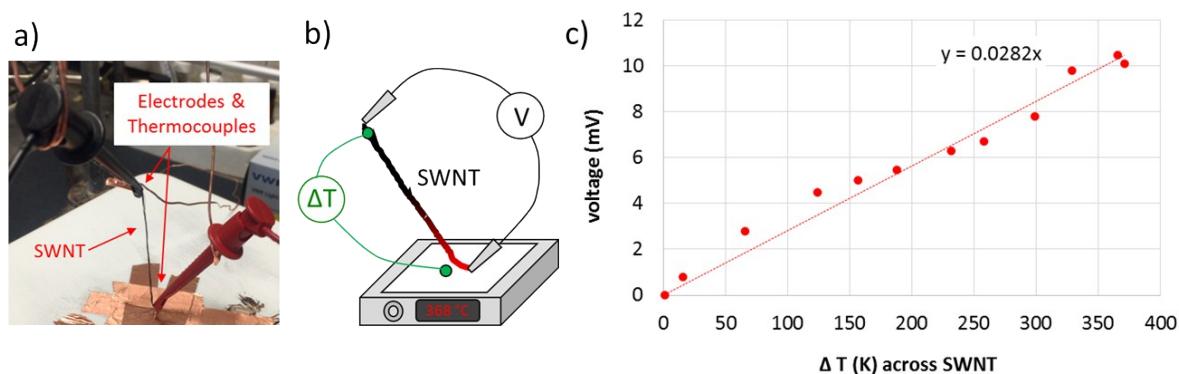 a)
Electrodes &
Thermocouples
SWNT
VWR
b)
V
SWNT
ΔT
368 °C
c)
y = 0.0282x
voltage (mV)
12
10
8
6
4
2
0
0 50 100 150 200 250 300 350 400
Δ T (K) across SWNT